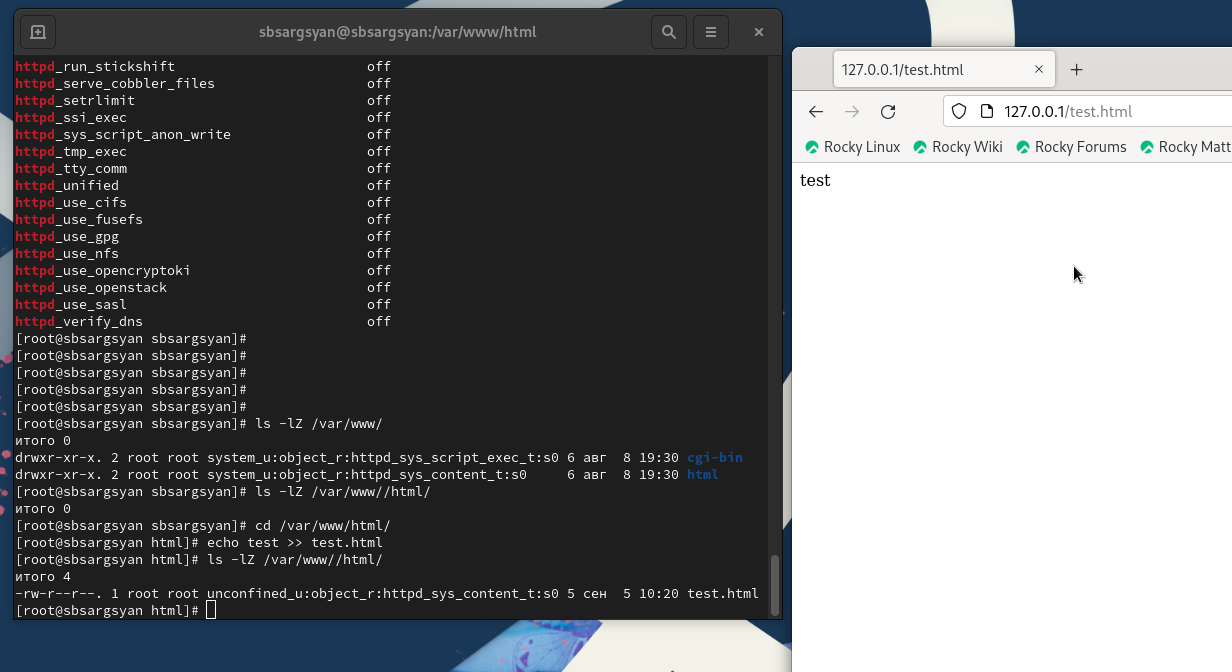 sbsargsyan@sbsargsyan:/var/www/html
httpd_run_stickshift off
httpd_serve_cobbler_files off
httpd_setrlimit off
httpd_ssi_exec off
httpd_sys_script_anon_write off
httpd_tmp_exec off
httpd_tty_comm off
httpd_unified off
httpd_use_cifs off
httpd_use_fusefs off
httpd_use_gpg off
httpd_use_nfs off
httpd_use_opencryptoki off
httpd_use_openstack off
httpd_use_sasl off
httpd_verify_dns off
[root@sbsargsyan sbsargsyan]#
[root@sbsargsyan sbsargsyan]#
[root@sbsargsyan sbsargsyan]#
[root@sbsargsyan sbsargsyan]#
[root@sbsargsyan sbsargsyan]#
[root@sbsargsyan sbsargsyan]# ls -lZ /var/www/
итого 0
drwxr-xr-x. 2 root root system_u:object_r:httpd_sys_script_exec_t:s0 6 авг  8 19:30 cgi-bin
drwxr-xr-x. 2 root root system_u:object_r:httpd_sys_content_t:s0     6 авг  8 19:30 html
[root@sbsargsyan sbsargsyan]# ls -lZ /var/www//html/
итого 0
[root@sbsargsyan sbsargsyan]# cd /var/www/html/
[root@sbsargsyan html]# echo test >> test.html
[root@sbsargsyan html]# ls -lZ /var/www//html/
итого 4
-rw-r--r--. 1 root root unconfined_u:object_r:httpd_sys_content_t:s0 5 сен  5 10:20 test.html
[root@sbsargsyan html]#
127.0.0.1/test.html
127.0.0.1/test.html
Rocky Linux Rocky Wiki Rocky Forums Rocky Matt
test